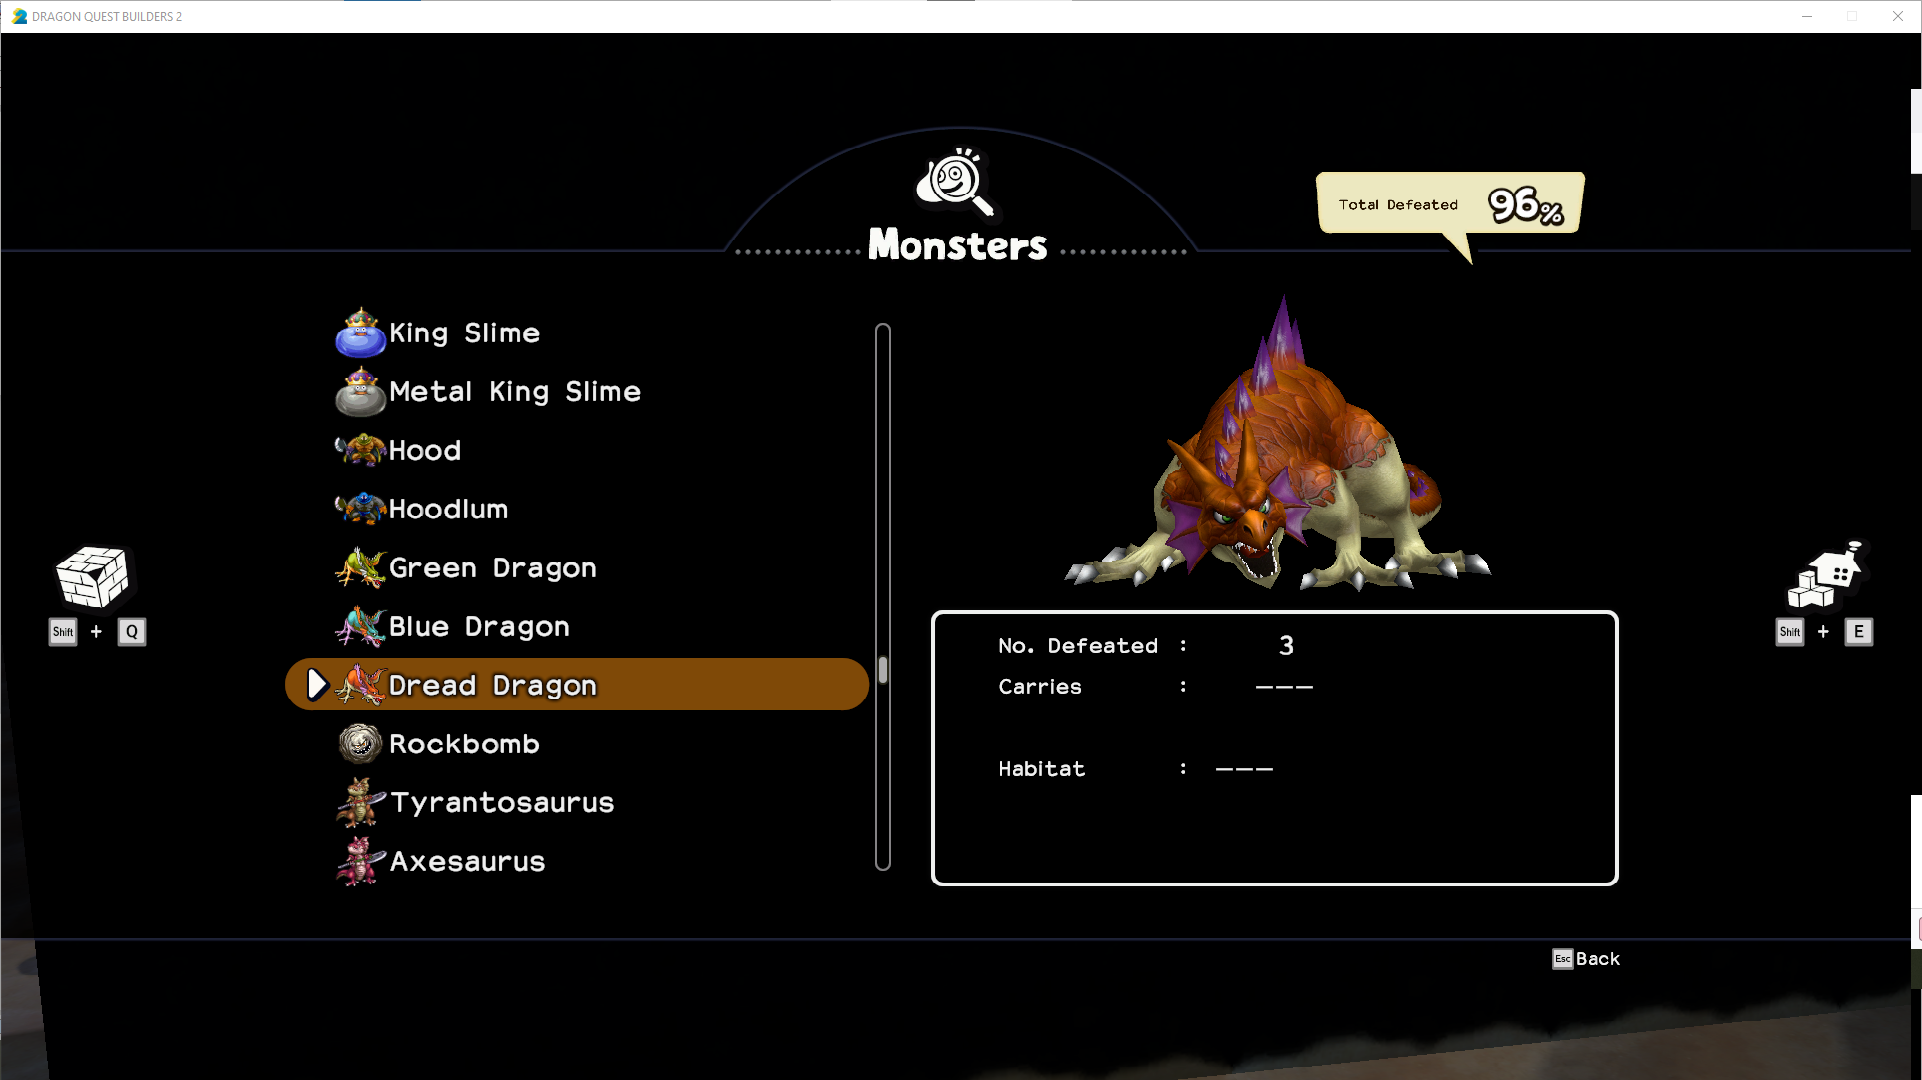 DRAGON QUEST BUILDERS 2
Total Defeated 96%
Monsters
King Slime
Metal King Slime
Hood
Hoodlum
Green Dragon
Blue Dragon
Dread Dragon
Rockbomb
Tyrantosaurus
Axesaurus
Shift + Q
No. Defeated : 3
Carries : ———
Habitat : ———
Shift + E
Esc Back